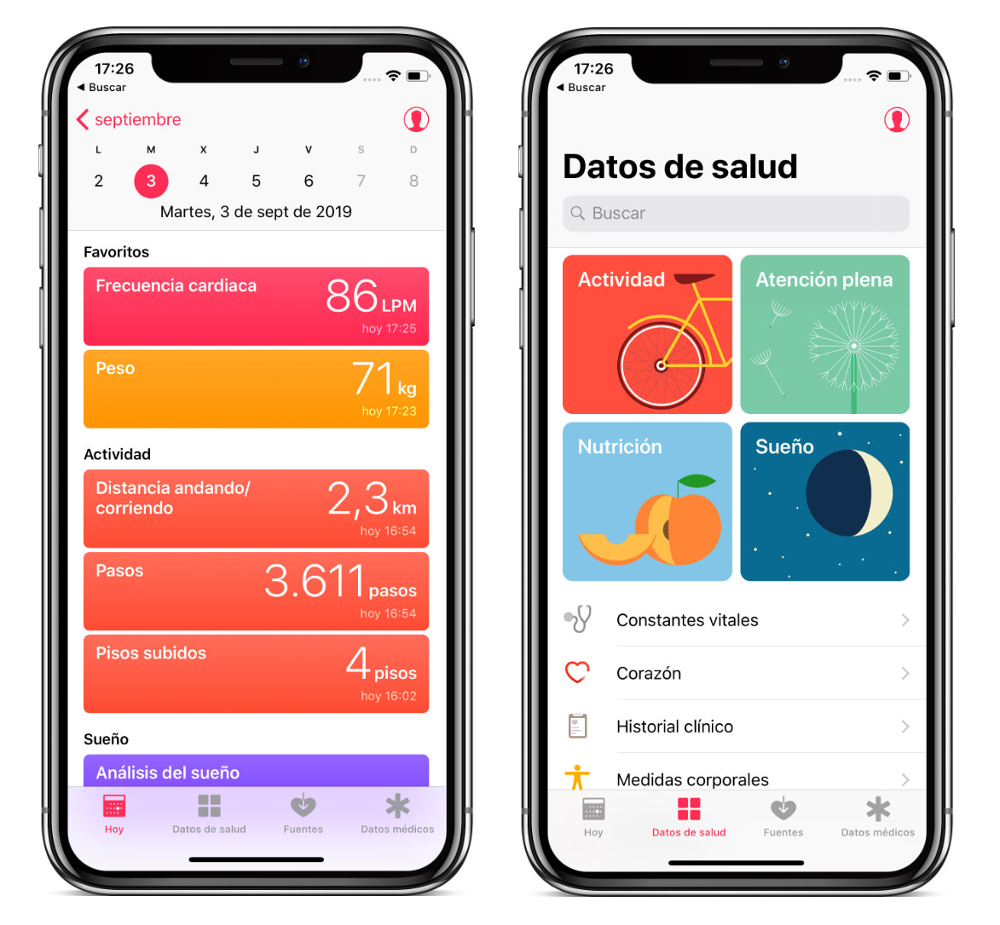 17:26
◀ Buscar
septiembre
L M X J V S D
2 3 4 5 6 7 8
Martes, 3 de sept de 2019
Favoritos
Frecuencia cardiaca
86 LPM
hoy 17:25
Peso
71 kg
hoy 17:23
Actividad
Distancia andando/
corriendo
2,3 km
hoy 16:54
Pasos
3.611 pasos
hoy 16:54
Pisos subidos
4 pisos
hoy 16:02
Sueño
Análisis del sueño
Hoy
Datos de salud
Fuentes
Datos médicos
17:26
◀ Buscar
Datos de salud
Buscar
Actividad
Atención plena
Nutrición
Sueño
Constantes vitales
Corazón
Historial clínico
Medidas corporales
Hoy
Datos de salud
Fuentes
Datos médicos